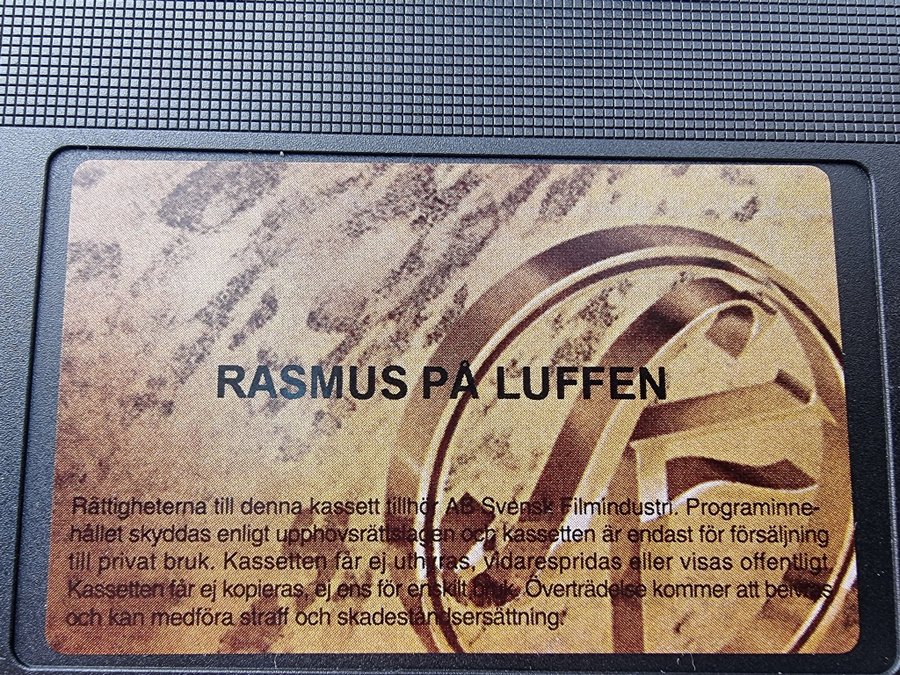 RASMUS PÅ LUFFEN
Rättigheterna till denna kassett tillhör AB Svensk Filmindustri. Programinne-
hållet skyddas enligt upphovsrättslagen och kassetten är endast för försäljning
till privat bruk. Kassetten får ej uthyras, vidarespridas eller visas offentligt.
Kassetten får ej kopieras, ej ens för enskilt bruk. Överträdelse kommer att beivras
och kan medföra straff och skadeståndsersättning.